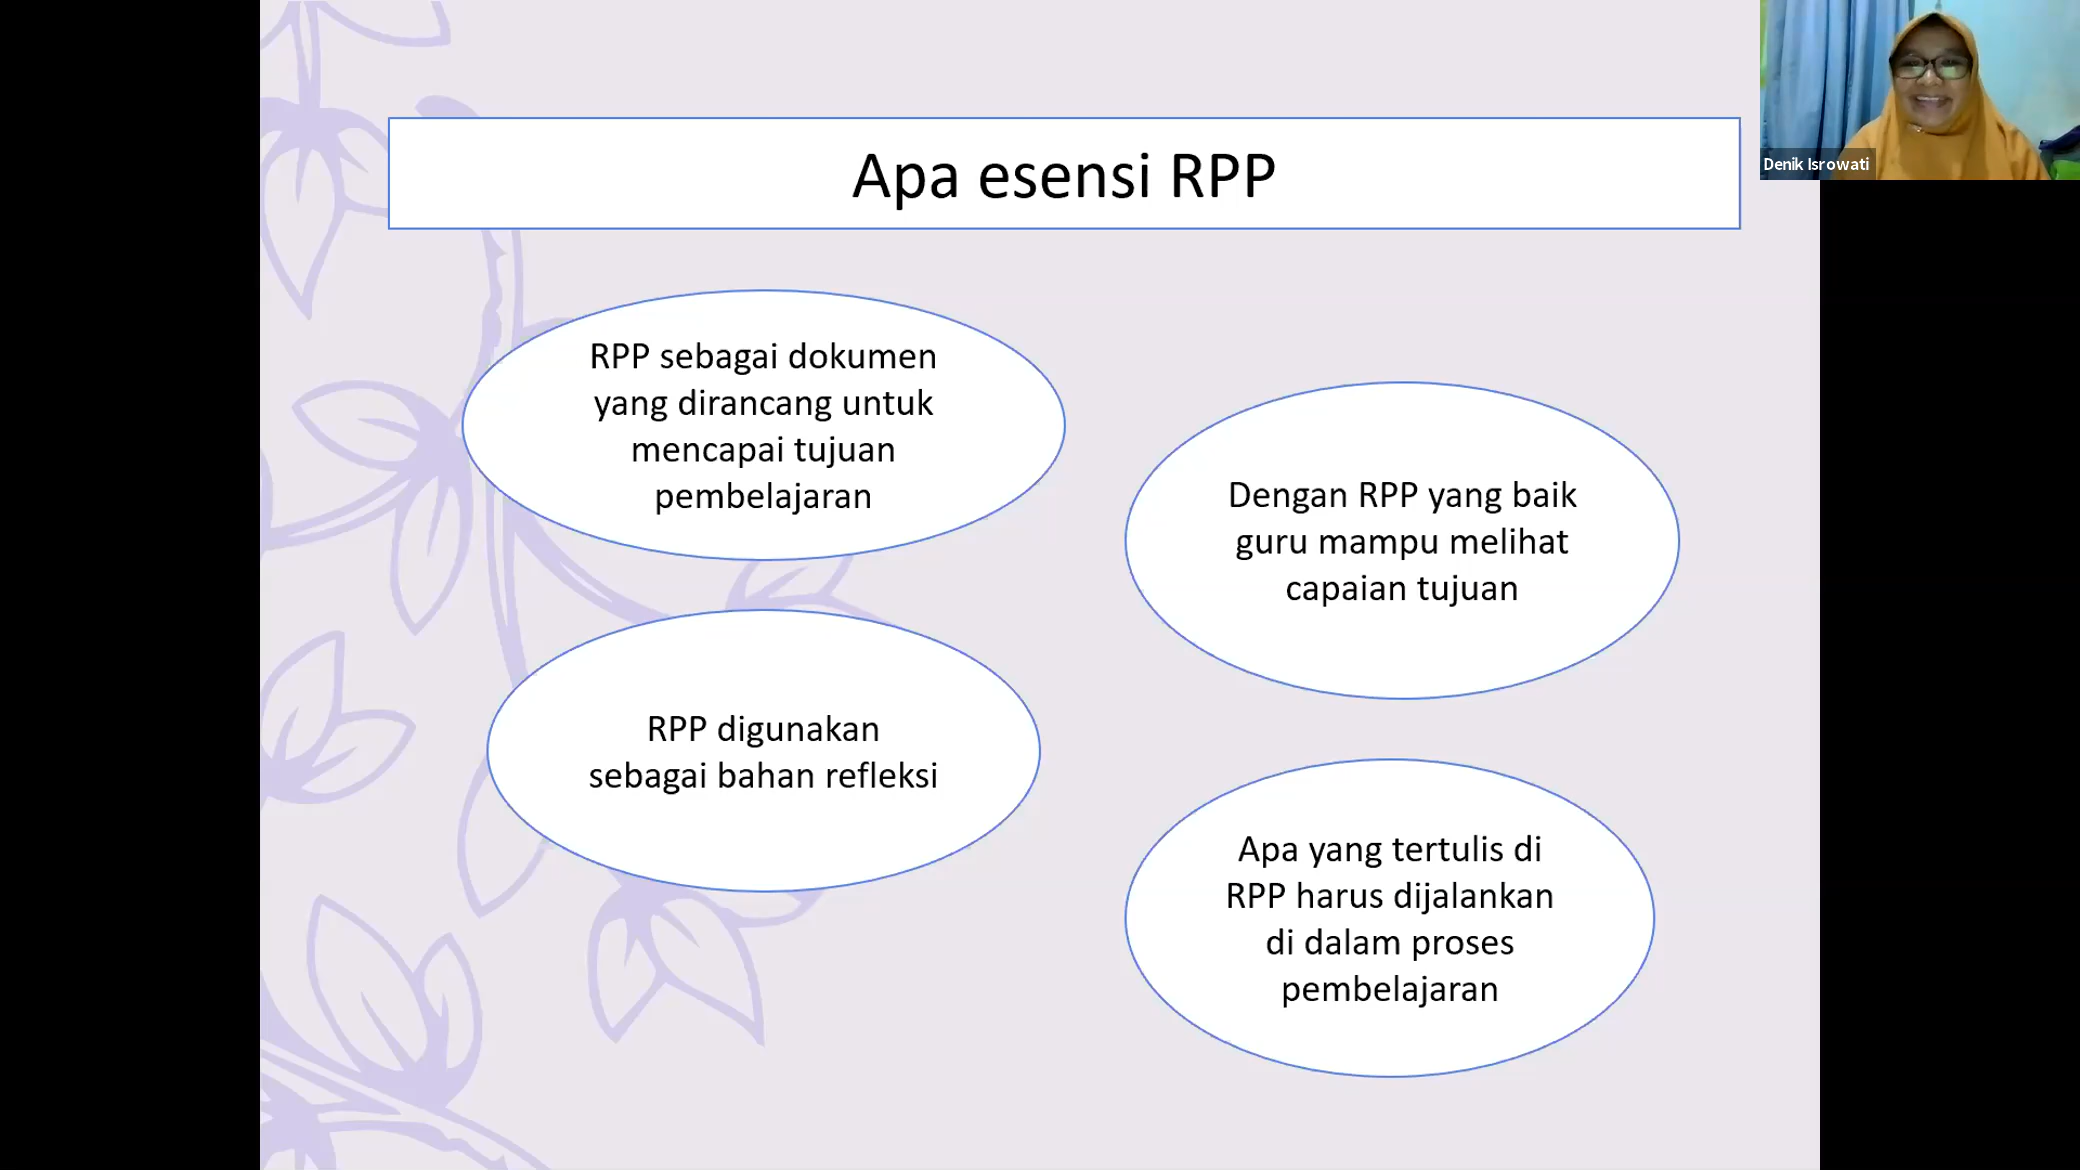 Apa esensi RPP
RPP sebagai dokumen
yang dirancang untuk
mencapai tujuan
pembelajaran
Dengan RPP yang baik
guru mampu melihat
capaian tujuan
RPP digunakan
sebagai bahan refleksi
Apa yang tertulis di
RPP harus dijalankan
di dalam proses
pembelajaran
Denik Isrowati